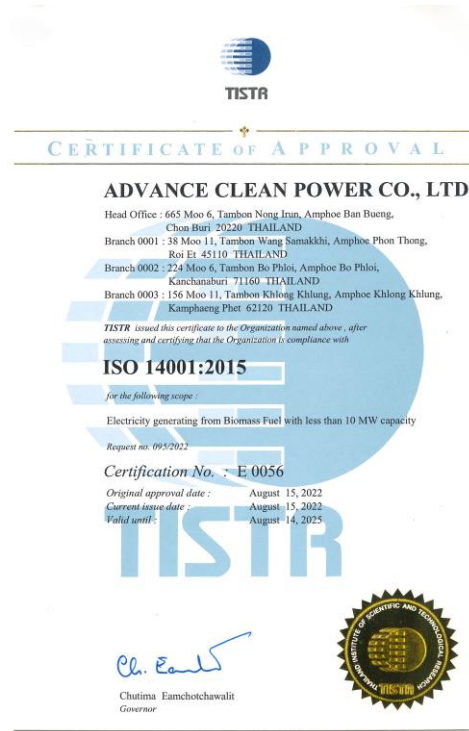 TISTR
CERTIFICATE OF APPROVAL
ADVANCE CLEAN POWER CO., LTD
Head Office : 665 Moo 6, Tambon Nong Irun, Amphoe Ban Bueng,
Chon Buri 20220 THAILAND
Branch 0001 : 38 Moo 11, Tambon Wang Samakkhi, Amphoe Phon Thong,
Roi Et 45110 THAILAND
Branch 0002 : 224 Moo 6, Tambon Bo Phloi, Amphoe Bo Phloi,
Kanchanaburi 71160 THAILAND
Branch 0003 : 156 Moo 11, Tambon Khlong Khlung, Amphoe Khlong Khlung,
Kamphaeng Phet 62120 THAILAND
TISTR issued this certificate to the Organization named above , after
assessing and certifying that the Organization is compliance with
ISO 14001:2015
for the following scope :
Electricity generating from Biomass Fuel with less than 10 MW capacity
Request no. 095/2022
Certification No. : E 0056
Original approval date : August 15, 2022
Current issue date : August 15, 2022
Valid until : August 14, 2025
TISTR
Ch. Eam
Chutima Eamchotchawalit
Governor
THAILAND INSTITUTE OF SCIENTIFIC AND TECHNOLOGICAL RESEARCH
TISTR